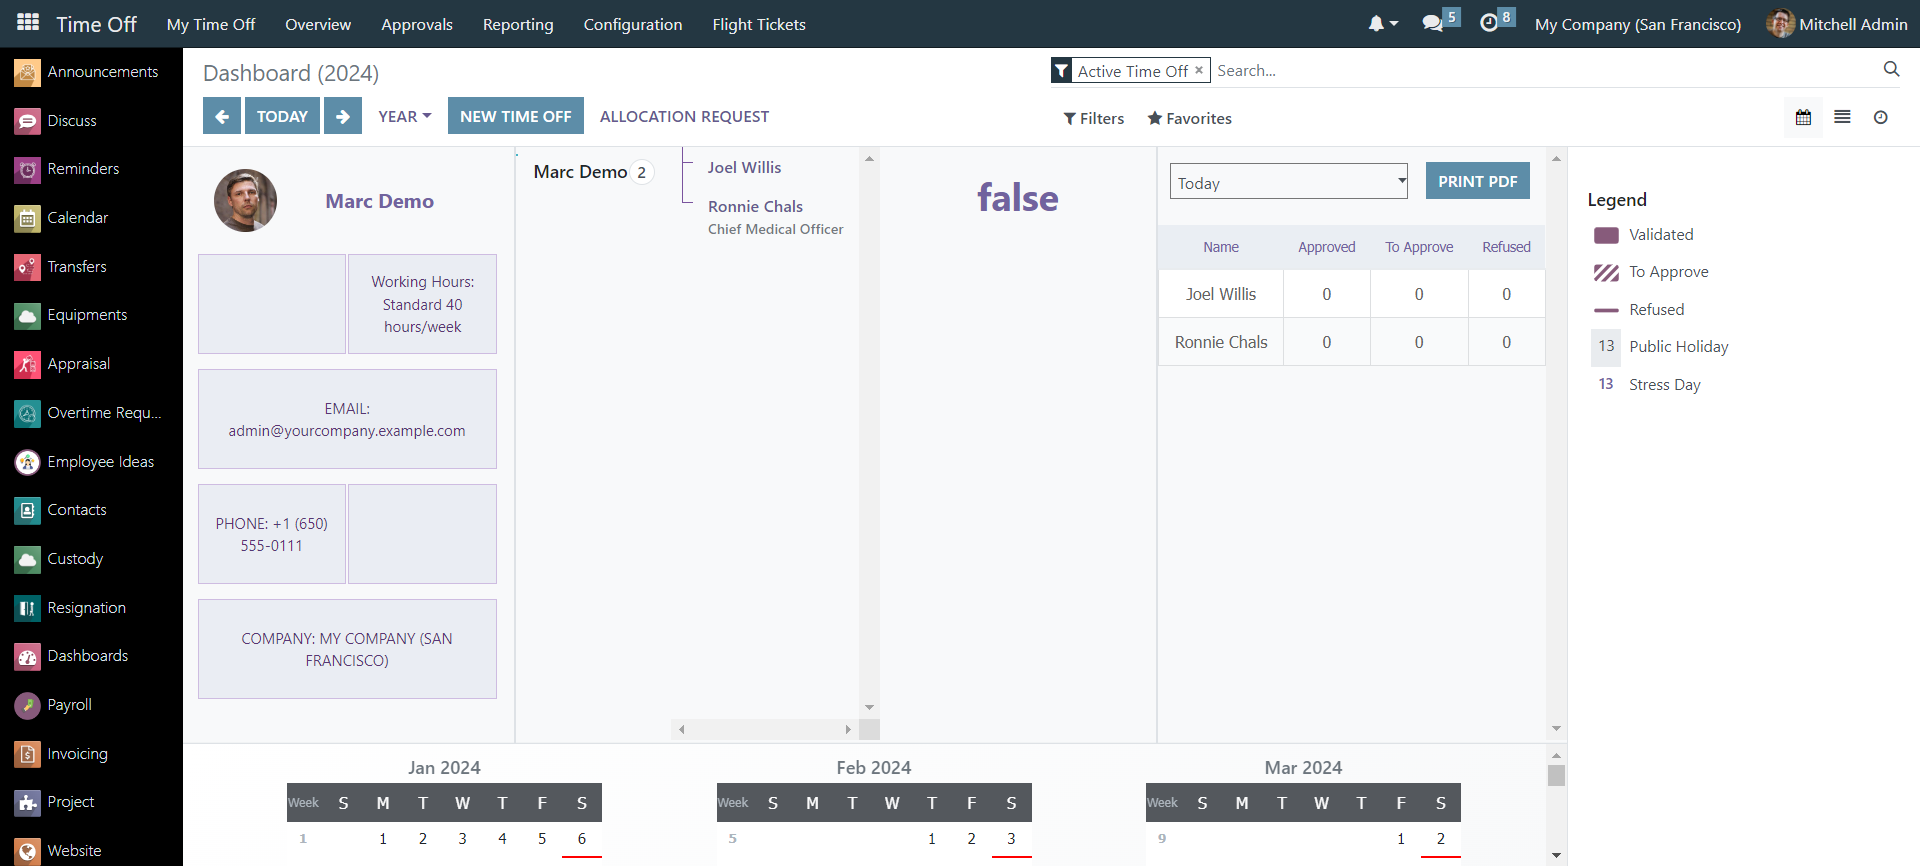 Time Off
My Time Off
Overview
Approvals
Reporting
Configuration
Flight Tickets
5
8
My Company (San Francisco)
Mitchell Admin
Announcements
Discuss
Reminders
Calendar
Transfers
Equipments
Appraisal
Overtime Requ...
Employee Ideas
Contacts
Custody
Resignation
Dashboards
Payroll
Invoicing
Project
Website
Dashboard (2024)
Active Time Off ×
Search...
TODAY
YEAR
NEW TIME OFF
ALLOCATION REQUEST
Filters
Favorites
Marc Demo
Working Hours:
Standard 40
hours/week
EMAIL:
admin@yourcompany.example.com
PHONE: +1 (650)
555-0111
COMPANY: MY COMPANY (SAN
FRANCISCO)
Marc Demo 2
Joel Willis
Ronnie Chals
Chief Medical Officer
false
Today
PRINT PDF
Name Approved To Approve Refused
Joel Willis 0 0 0
Ronnie Chals 0 0 0
Legend
Validated
To Approve
Refused
13 Public Holiday
13 Stress Day
Jan 2024
Week S M T W T F S
1 1 2 3 4 5 6
Feb 2024
Week S M T W T F S
5 1 2 3
Mar 2024
Week S M T W T F S
9 1 2